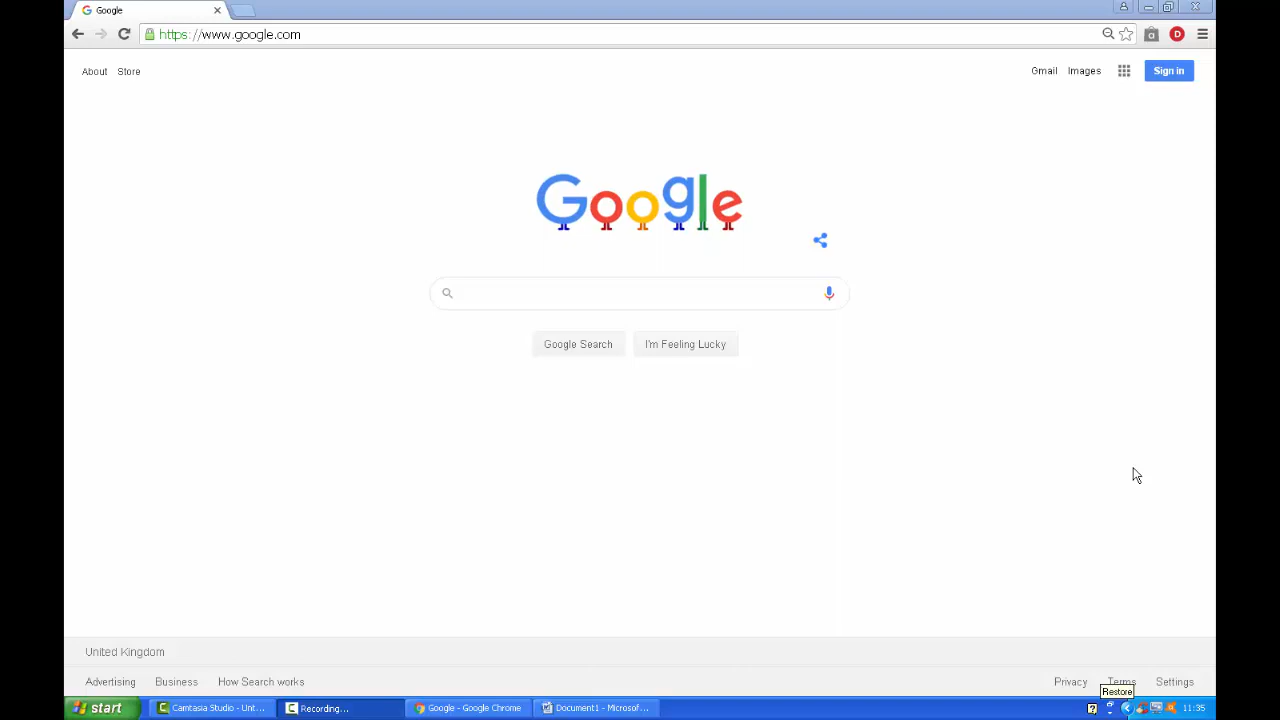 Google
https://www.google.com
D
About Store
Gmail Images Sign in
Google
Google Search I'm Feeling Lucky
United Kingdom
Advertising Business How Search works
Privacy Terms Settings
Restore
start Camtasia Studio - Unt... Recording... Google - Google Chrome Document1 - Microsof... 11:35